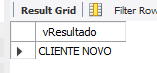 Result Grid Filter Row
vResultado
CLIENTE NOVO